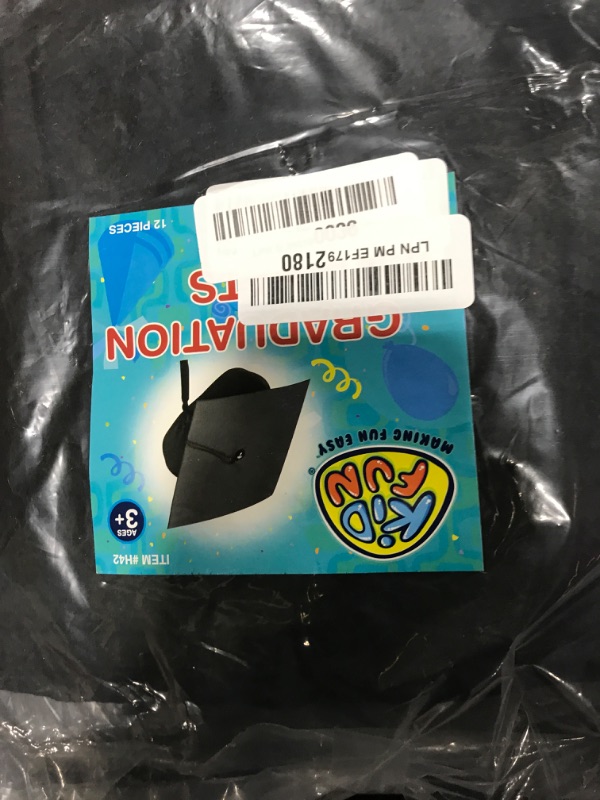 ITEM #H42
KiD
FUN
MAKING FUN EASY
AGES
3+
GRADUATION
LPN PM EF1792180
12 PIECES